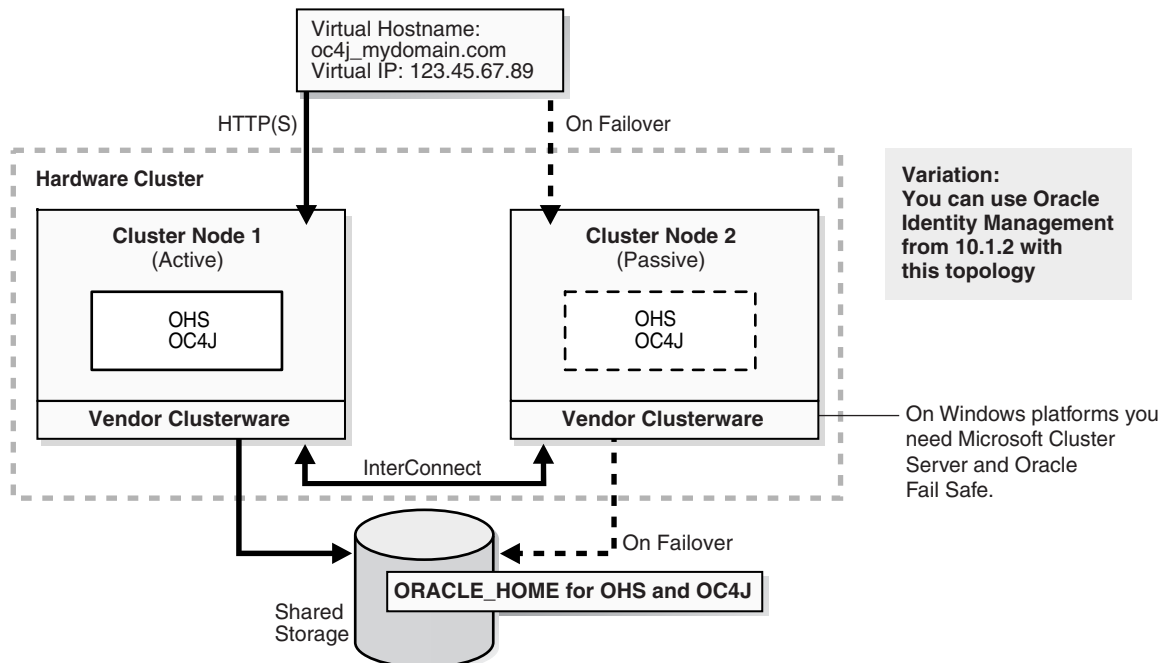 Virtual Hostname:
oc4j_mydomain.com
Virtual IP: 123.45.67.89
HTTP(S)
On Failover
Hardware Cluster
Cluster Node 1
(Active)
OHS
OC4J
Vendor Clusterware
Cluster Node 2
(Passive)
OHS
OC4J
Vendor Clusterware
Variation:
You can use Oracle
Identity Management
from 10.1.2 with
this topology
On Windows platforms you
need Microsoft Cluster
Server and Oracle
Fail Safe.
InterConnect
On Failover
ORACLE_HOME for OHS and OC4J
Shared
Storage